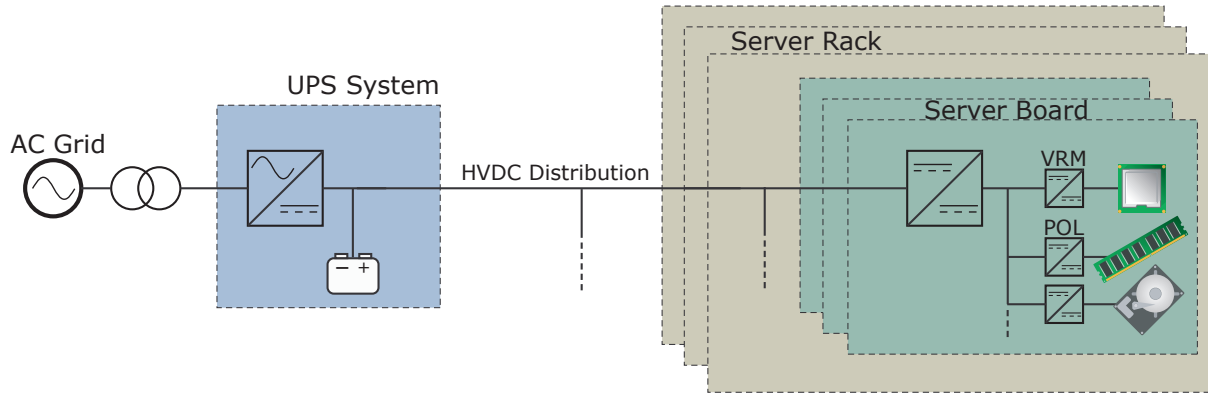 Server Rack
UPS System
Server Board
AC Grid
HVDC Distribution
VRM
POL
− +